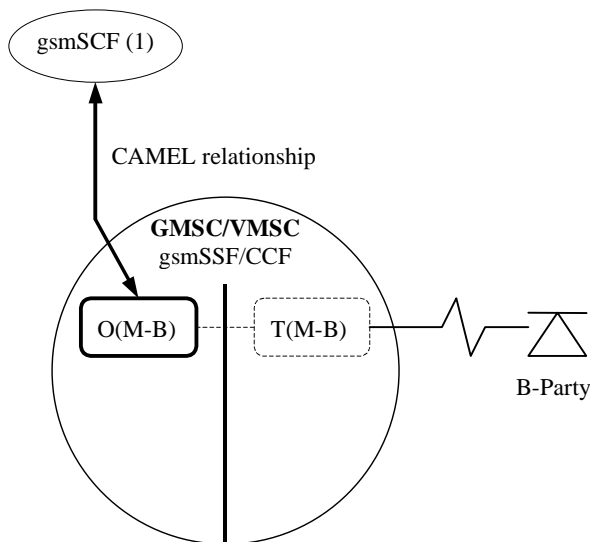 gsmSCF (1)
CAMEL relationship
GMSC/VMSC
gsmSSF/CCF
O(M-B)
T(M-B)
B-Party